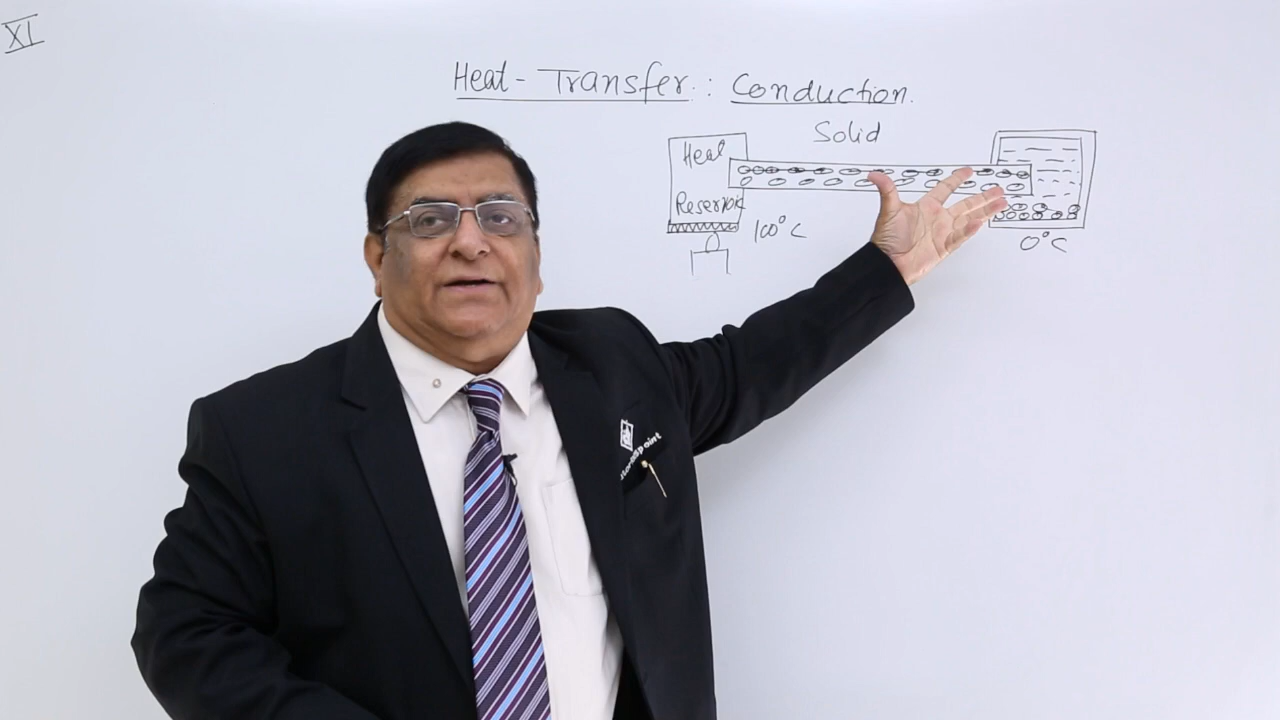 XI
Heat - Transfer : Conduction.
Solid
Heat
Reservoir
100°C
0°C